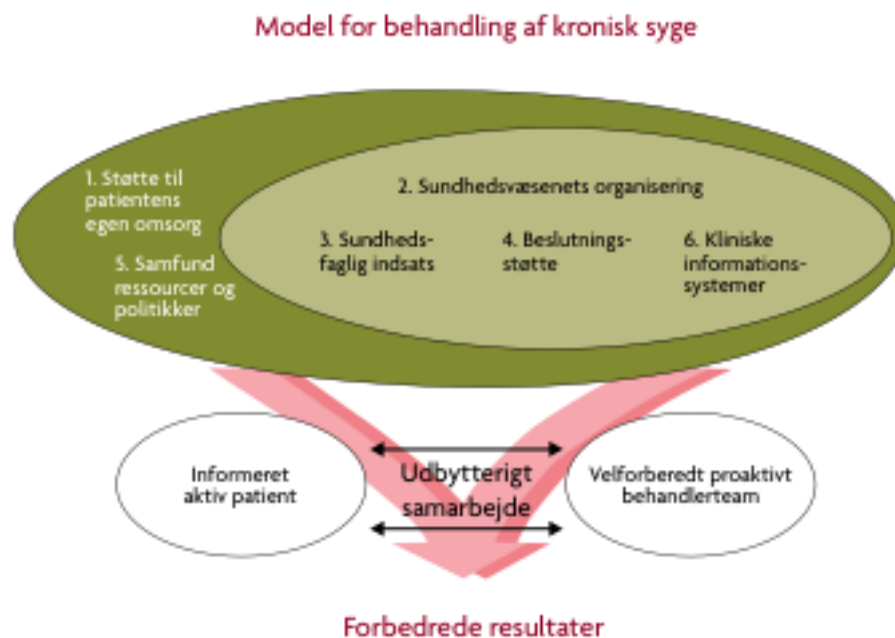 Model for behandling af kronisk syge
1. Støtte til
patientens
egen omsorg
5. Samfund
ressourcer og
politikker
2. Sundhedsvæsenets organisering
3. Sundheds-
faglig indsats
4. Beslutnings-
støtte
6. Kliniske
informations-
systemer
Informeret
aktiv patient
Udbytterigt
samarbejde
Velforberedt proaktivt
behandlerteam
Forbedrede resultater